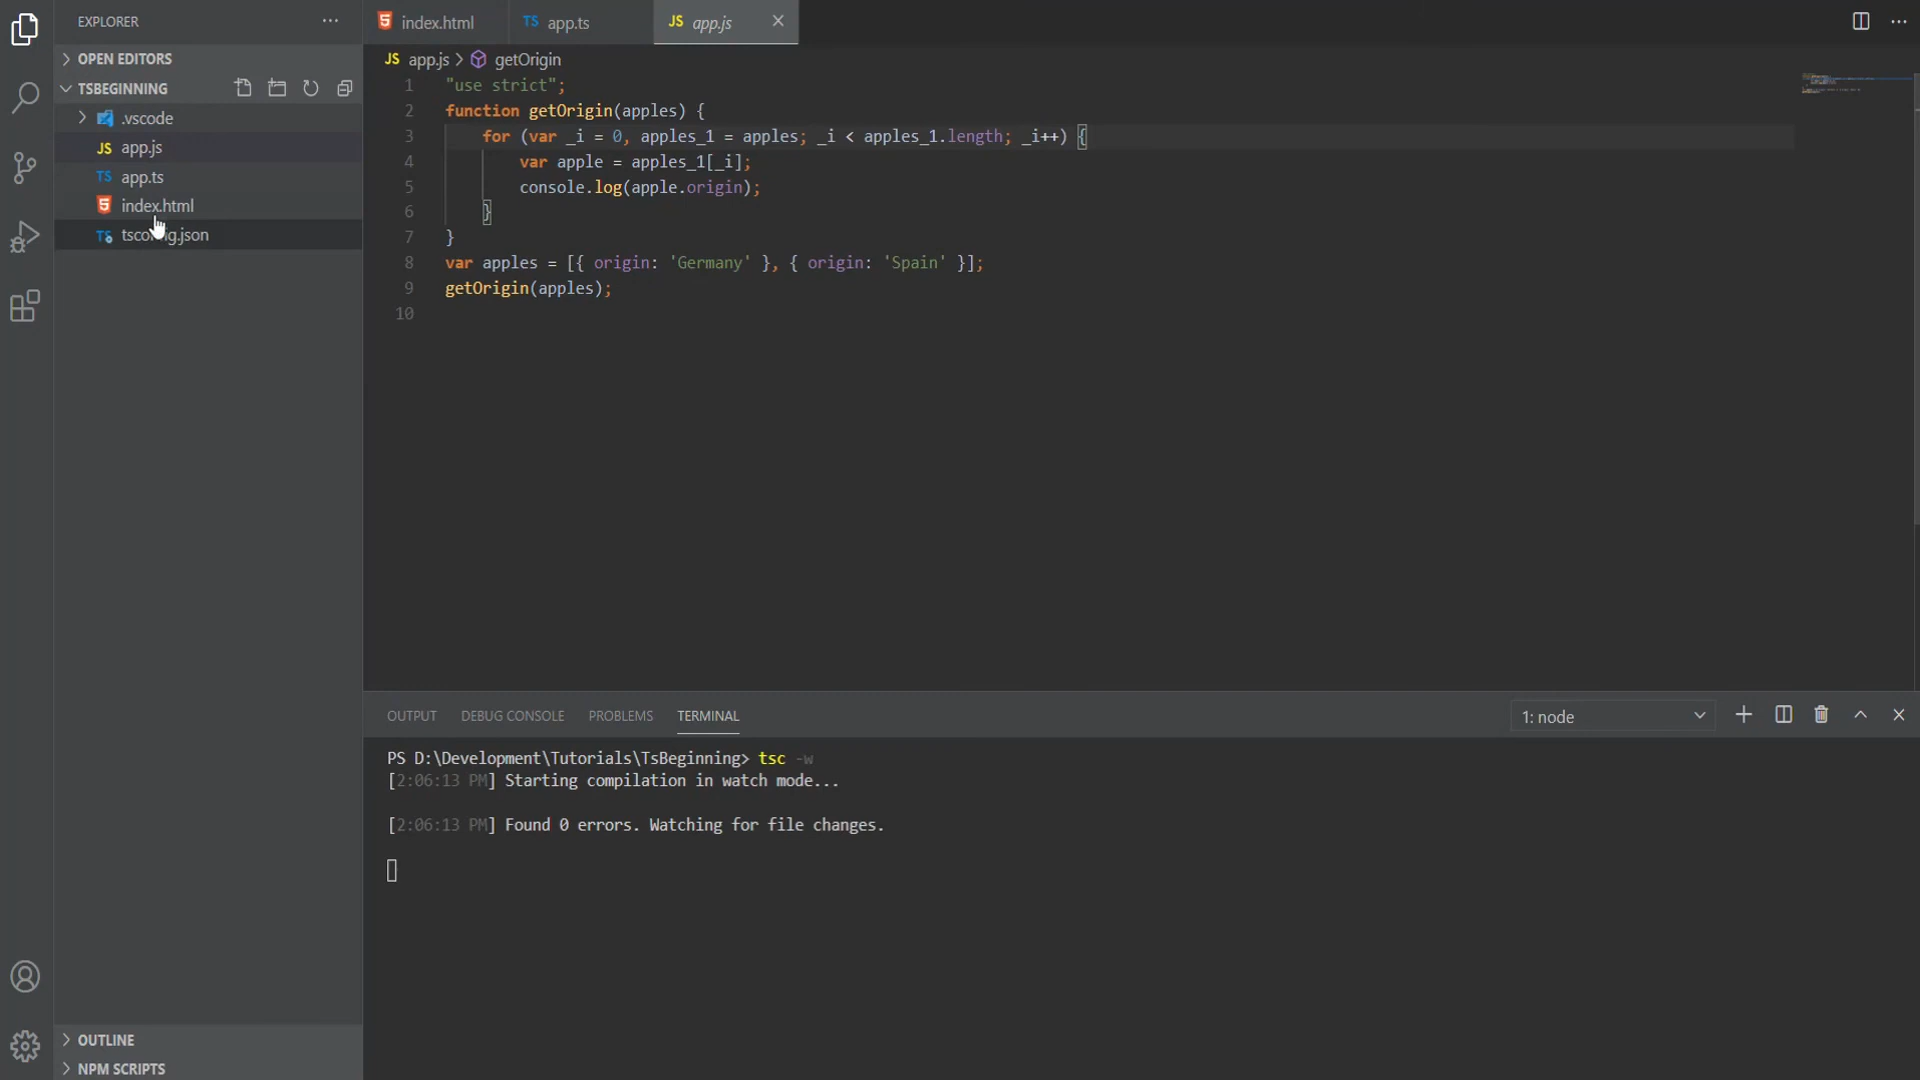 EXPLORER
OPEN EDITORS
TSBEGINNING
.vscode
JS app.js
TS app.ts
index.html
TS tsconfig.json
OUTLINE
NPM SCRIPTS
index.html TS app.ts JS app.js
JS app.js > getOrigin
1 "use strict";
2 function getOrigin(apples) {
3 for (var _i = 0, apples_1 = apples; _i < apples_1.length; _i++) {
4 var apple = apples_1[_i];
5 console.log(apple.origin);
6 }
7 }
8 var apples = [{ origin: 'Germany' }, { origin: 'Spain' }];
9 getOrigin(apples);
10
OUTPUT DEBUG CONSOLE PROBLEMS TERMINAL 1: node
PS D:\Development\Tutorials\TsBeginning> tsc -w
[2:06:13 PM] Starting compilation in watch mode...
[2:06:13 PM] Found 0 errors. Watching for file changes.